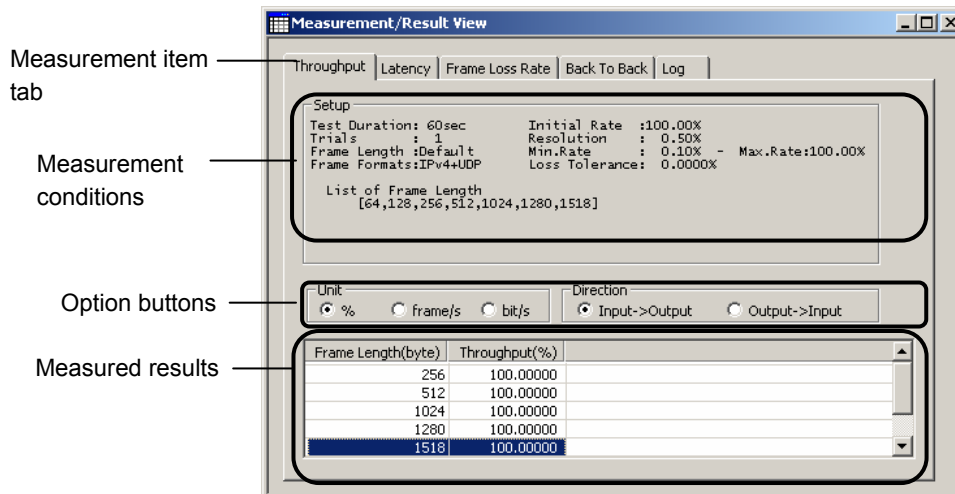 Measurement/Result View
Measurement item tab
Throughput Latency Frame Loss Rate Back To Back Log
Setup
Test Duration: 60sec Initial Rate :100.00%
Trials : 1 Resolution : 0.50%
Frame Length :Default Min.Rate : 0.10% - Max.Rate:100.00%
Frame Formats:IPv4+UDP Loss Tolerance: 0.0000%
List of Frame Length
[64,128,256,512,1024,1280,1518]
Measurement conditions
Option buttons
Unit Direction
% frame/s bit/s Input->Output Output->Input
Measured results
Frame Length(byte) Throughput(%)
256 100.00000
512 100.00000
1024 100.00000
1280 100.00000
1518 100.00000